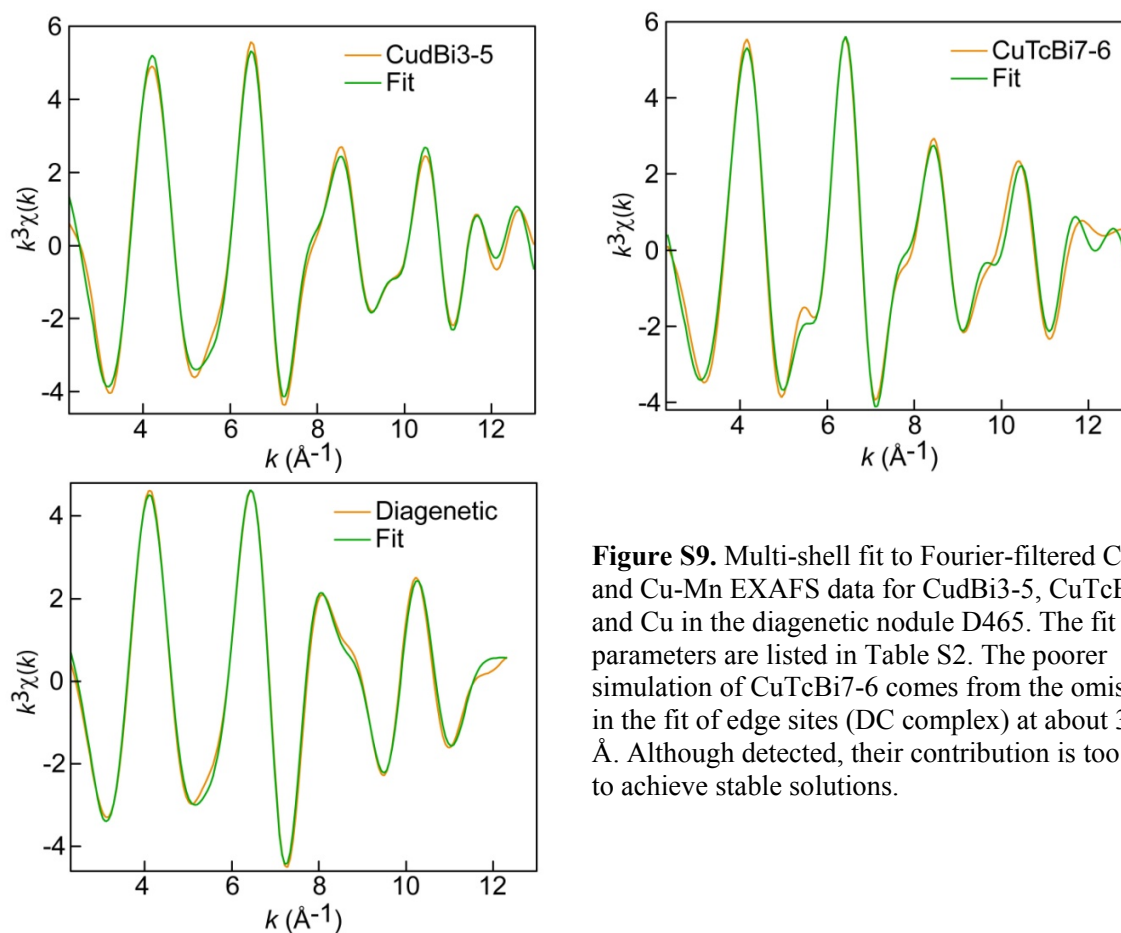 6
4
2
0
-2
-4
k³χ(k)
CudBi3-5
Fit
4 6 8 10 12
k (Å⁻¹)
6
4
2
0
-2
-4
k³χ(k)
CuTcBi7-6
Fit
4 6 8 10 12
k (Å⁻¹)
4
2
0
-2
-4
k³χ(k)
Diagenetic
Fit
4 6 8 10 12
k (Å⁻¹)
Figure S9. Multi-shell fit to Fourier-filtered
and Cu-Mn EXAFS data for CudBi3-5,
and Cu in the diagenetic nodule D465. The fit
parameters are listed in Table S2. The poorer
simulation of CuTcBi7-6 comes from the
in the fit of edge sites (DC complex) at about
Å. Although detected, their contribution is too
to achieve stable solutions.